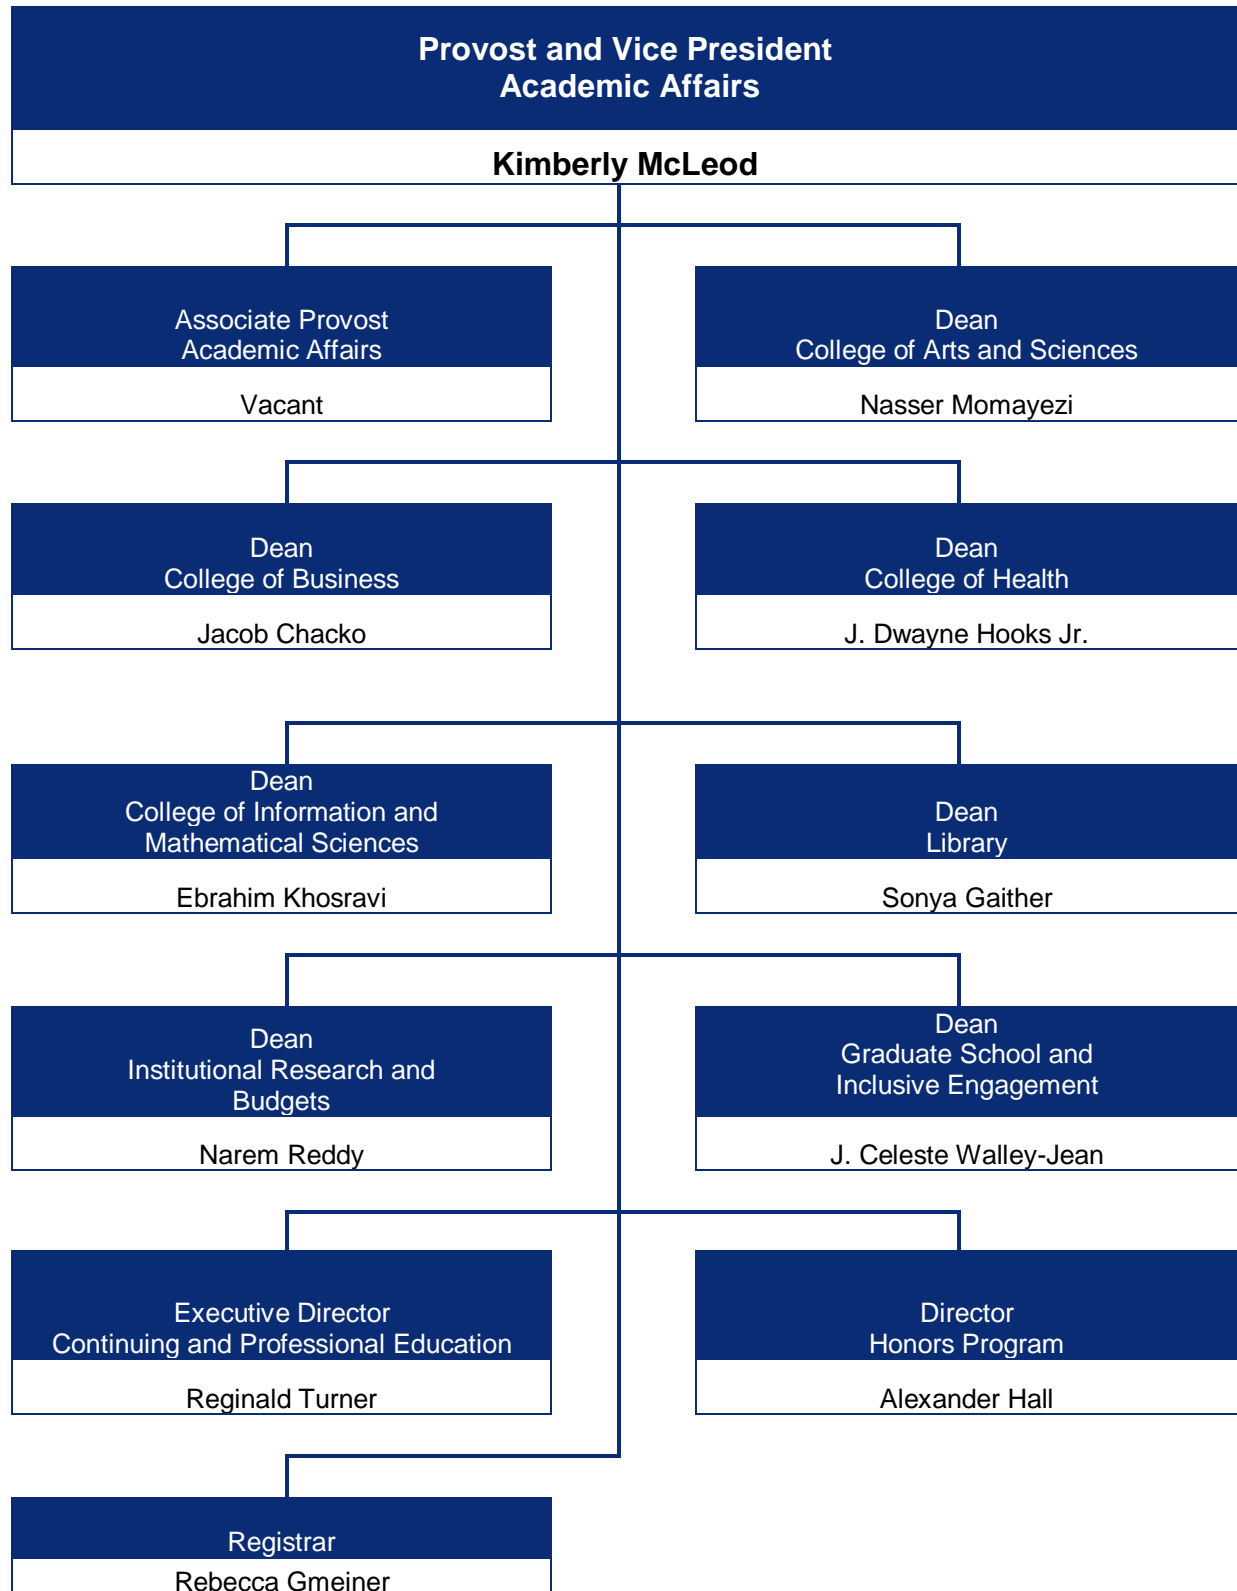 Provost and Vice President
Academic Affairs
Kimberly McLeod
Associate Provost
Academic Affairs
Vacant
Dean
College of Arts and Sciences
Nasser Momayezi
Dean
College of Business
Jacob Chacko
Dean
College of Health
J. Dwayne Hooks Jr.
Dean
College of Information and
Mathematical Sciences
Ebrahim Khosravi
Dean
Library
Sonya Gaither
Dean
Institutional Research and
Budgets
Narem Reddy
Dean
Graduate School and
Inclusive Engagement
J. Celeste Walley-Jean
Executive Director
Continuing and Professional Education
Reginald Turner
Director
Honors Program
Alexander Hall
Registrar
Rebecca Gmeiner